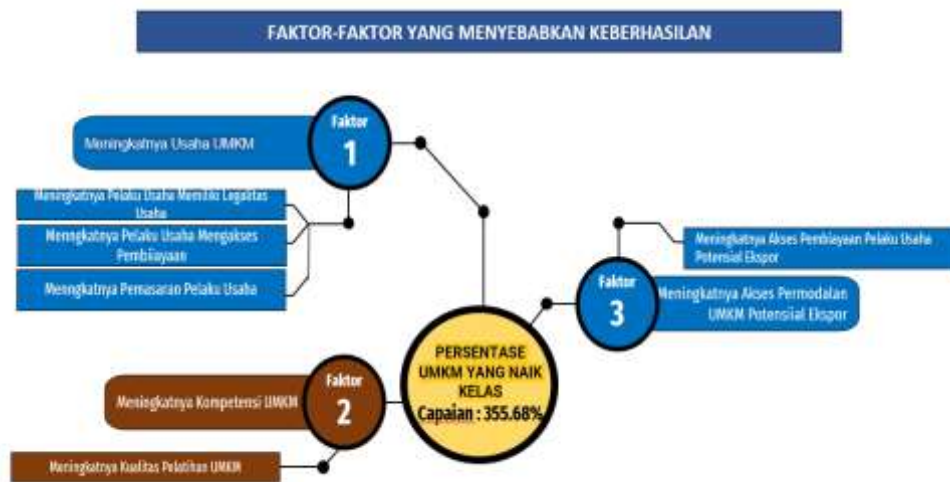 FAKTOR-FAKTOR YANG MENYEBABKAN KEBERHASILAN
Faktor
1
Meningkatnya Usaha UMKM
Meningkatnya Pelaku Usaha Memiliki Legalitas
Usaha
Meningkatnya Pelaku Usaha Mengakses
Pembiiayaan
Meningkatnya Pemasaran Pelaku Usaha
Meningkatnya Akses Pembiayaan Pelaku Usaha
Potensial Ekspor
Faktor
3
Meningkatnya Akses Permodalan
UMKM Potensiial Ekspor
PERSENTASE
UMKM YANG NAIK
KELAS
Capaian : 355.68%
Faktor
2
Meningkatnya Kompetensi UMKM
Meningkatnya Kualitas Pelatihan UMKM